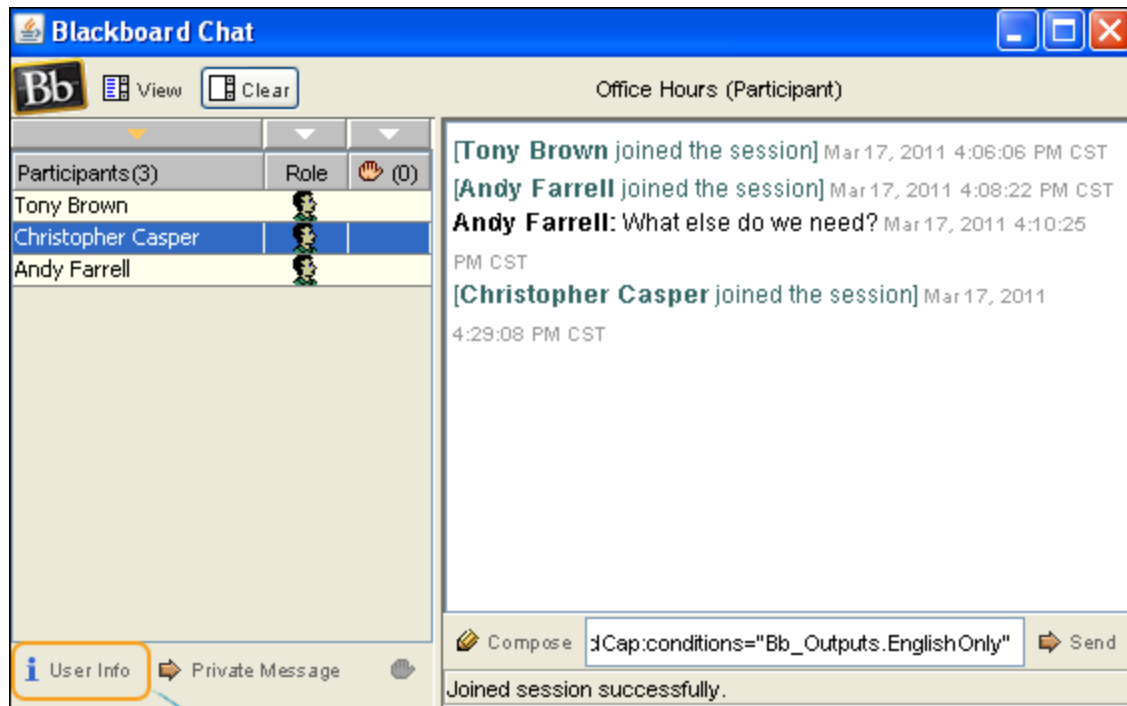 Blackboard Chat
Bb View Clear
Office Hours (Participant)
Participants (3) Role (0)
Tony Brown
Christopher Casper
Andy Farrell
[Tony Brown joined the session] Mar 17, 2011 4:06:06 PM CST
[Andy Farrell joined the session] Mar 17, 2011 4:08:22 PM CST
Andy Farrell: What else do we need? Mar 17, 2011 4:10:25
PM CST
[Christopher Casper joined the session] Mar 17, 2011
4:29:08 PM CST
Compose dCap:conditions="Bb_Outputs.EnglishOnly" Send
User Info Private Message
Joined session successfully.